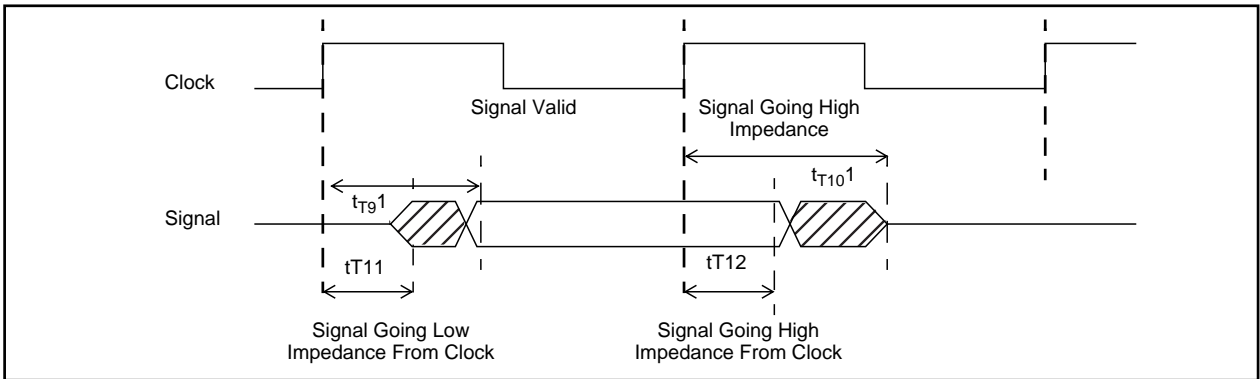 Clock
Signal Valid
Signal Going High
Impedance
tT101
tT91
Signal
tT11
tT12
Signal Going Low
Impedance From Clock
Signal Going High
Impedance From Clock